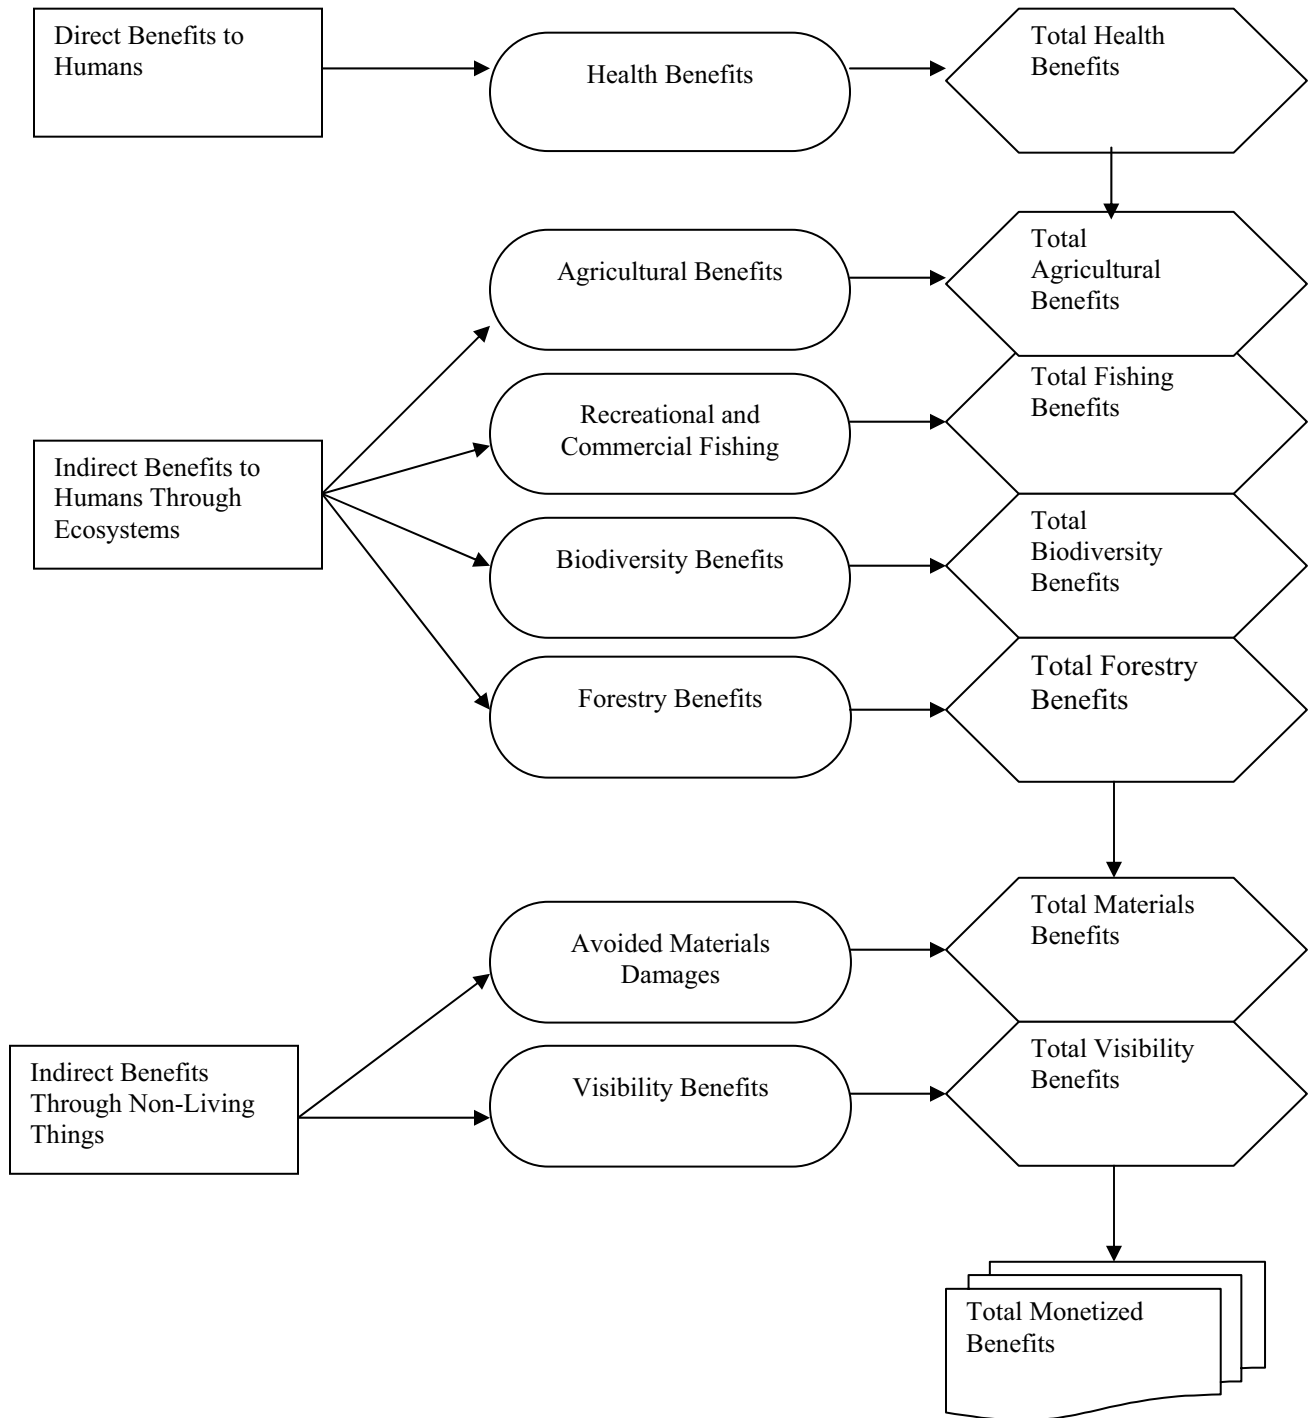 Direct Benefits to
Humans
Health Benefits
Total Health
Benefits
Agricultural Benefits
Total
Agricultural
Benefits
Recreational and
Commercial Fishing
Total Fishing
Benefits
Indirect Benefits to
Humans Through
Ecosystems
Biodiversity Benefits
Total
Biodiversity
Benefits
Forestry Benefits
Total Forestry
Benefits
Avoided Materials
Damages
Total Materials
Benefits
Indirect Benefits
Through Non-Living
Things
Visibility Benefits
Total Visibility
Benefits
Total Monetized
Benefits